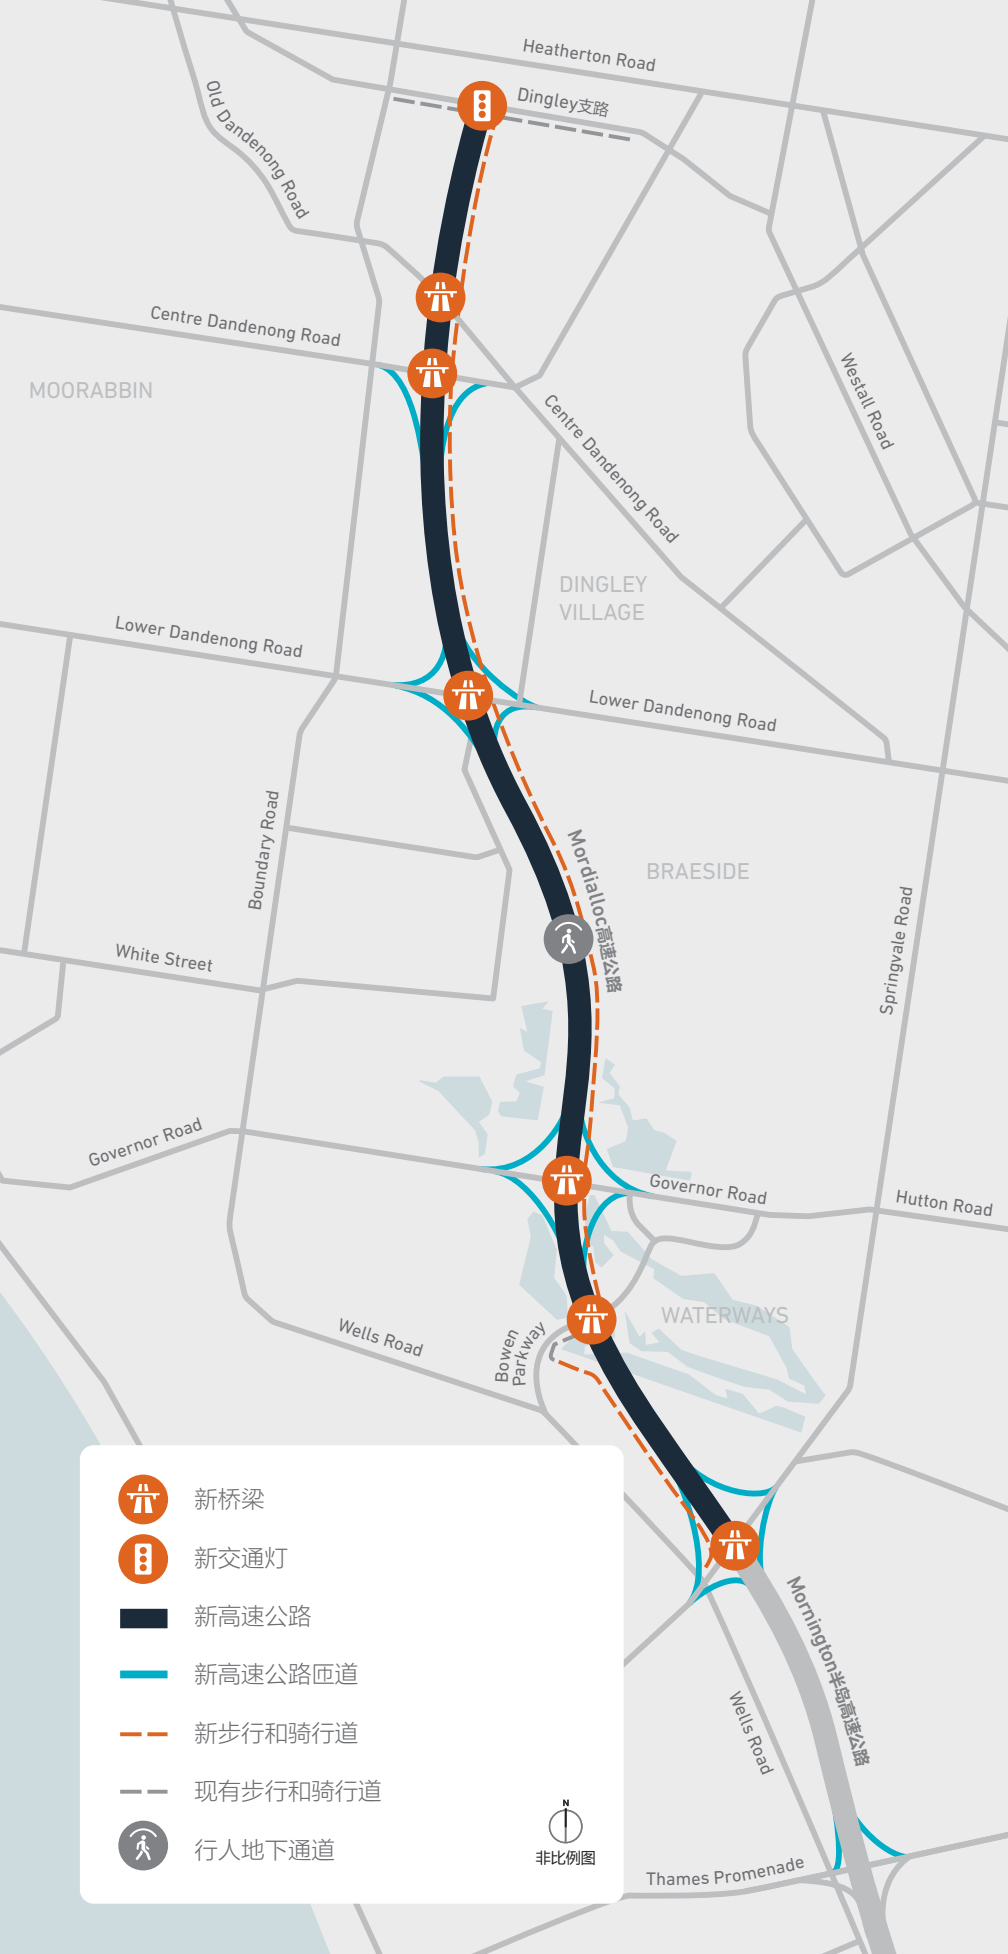 Heatherton Road
Dingley支路
Old Dandenong Road
Centre Dandenong Road
MOORABBIN
Westall Road
Centre Dandenong Road
DINGLEY
VILLAGE
Lower Dandenong Road
Lower Dandenong Road
Boundary Road
Mordialloc高速公路
BRAESIDE
Springvale Road
White Street
Governor Road
Governor Road
Hutton Road
WATERWAYS
Wells Road
Bowen
Parkway
Mornington半岛高速公路
Wells Road
Thames Promenade
新桥梁
新交通灯
新高速公路
新高速公路匝道
新步行和骑行道
现有步行和骑行道
行人地下通道
N
非比例图